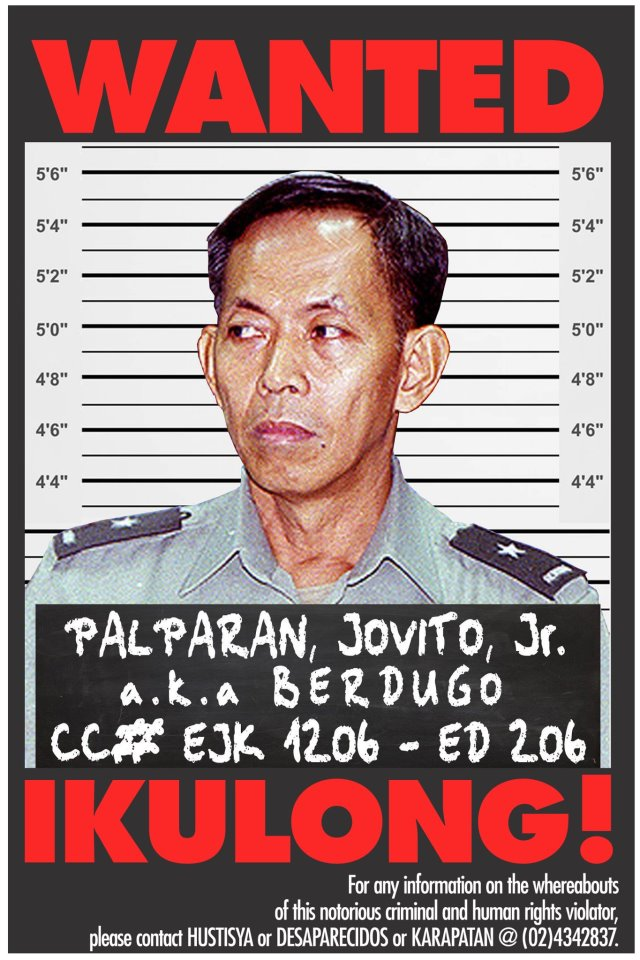 WANTED
5'6" 5'6"
5'4" 5'4"
5'2" 5'2"
5'0" 5'0"
4'8" 4'8"
4'6" 4'6"
4'4" 4'4"
PALPARAN, JOVITO, Jr.
a.k.a BERDUGO
CC# EJK 1206 - ED 206
IKULONG!
For any information on the whereabouts
of this notorious criminal and human rights violator,
please contact HUSTISYA or DESAPARECIDOS or KARAPATAN @ (02)4342837.